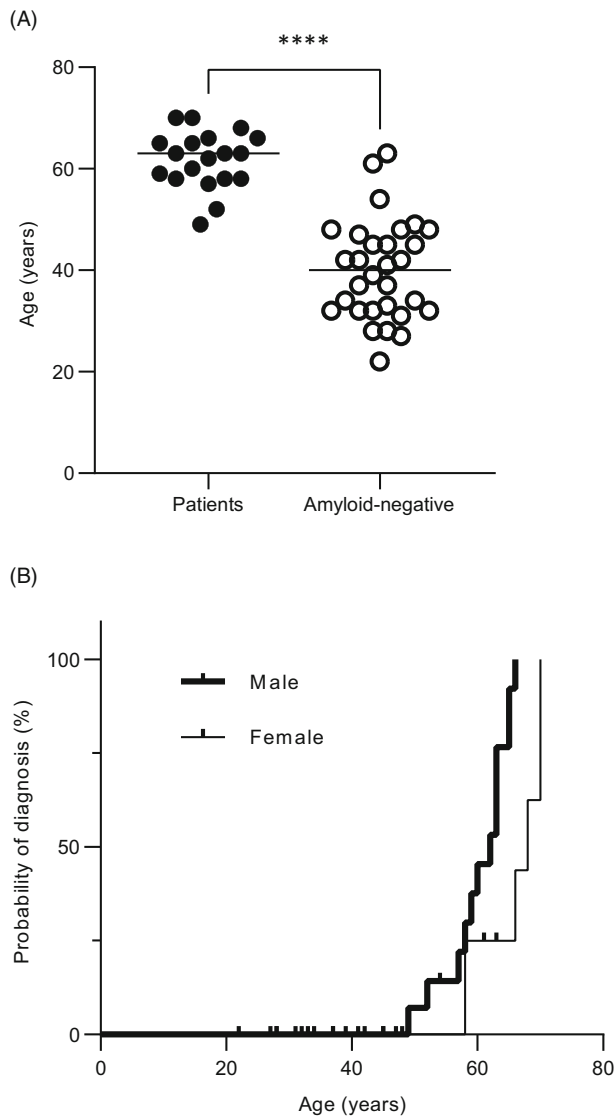 (A)
****
80
60
40
20
0
Age (years)
Patients
Amyloid-negative
(B)
100
50
0
Probability of diagnosis (%)
Male
Female
0
20
40
60
80
Age (years)